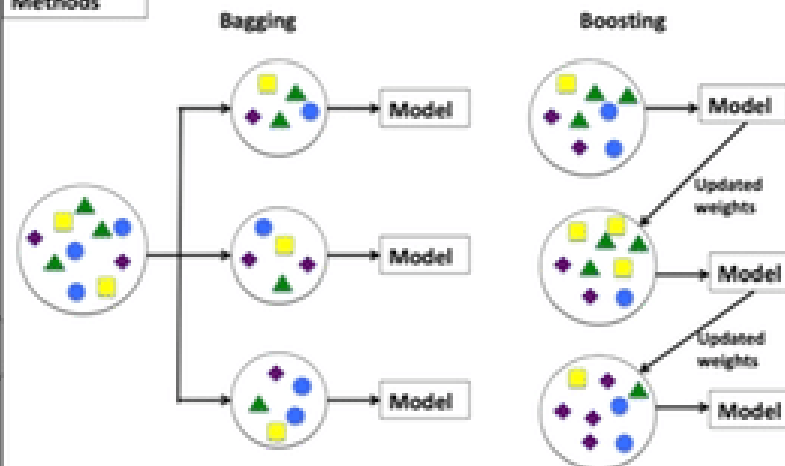 Methods
Bagging
Boosting
Model
Model
Updated
weights
Model
Model
Updated
weights
Model
Model